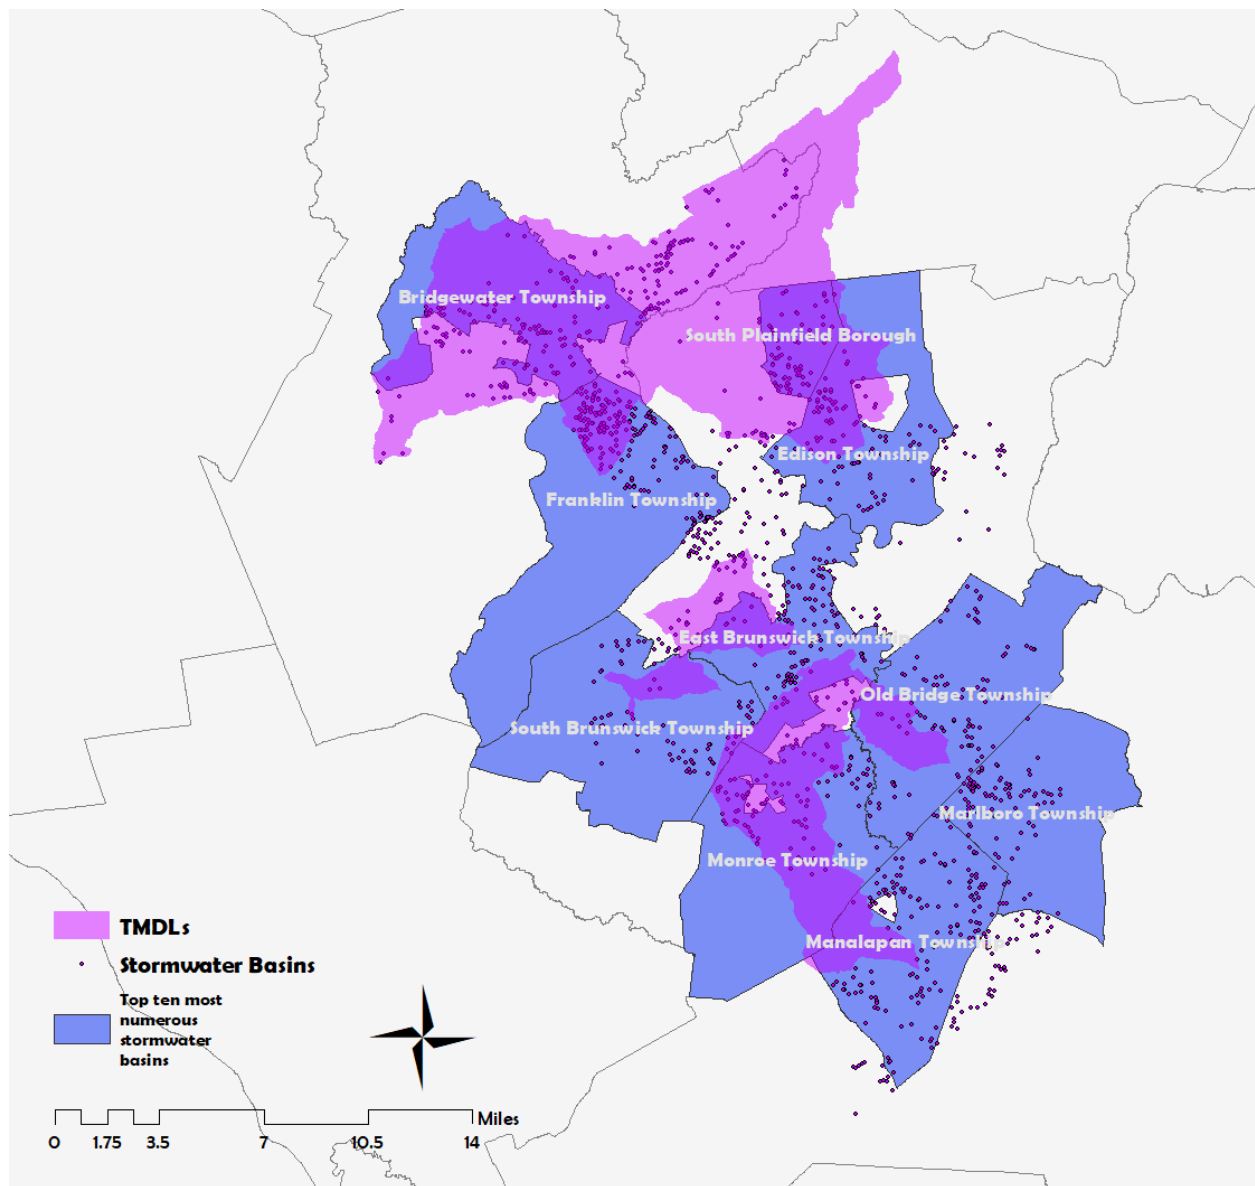 Bridgewater Township
South Plainfield Borough
Edison Township
Franklin Township
East Brunswick Township
Old Bridge Township
South Brunswick Township
Marlboro Township
Monroe Township
Manalapan Township
TMDLs
Stormwater Basins
Top ten most
numerous
stormwater
basins
Miles
0 1.75 3.5 7 10.5 14